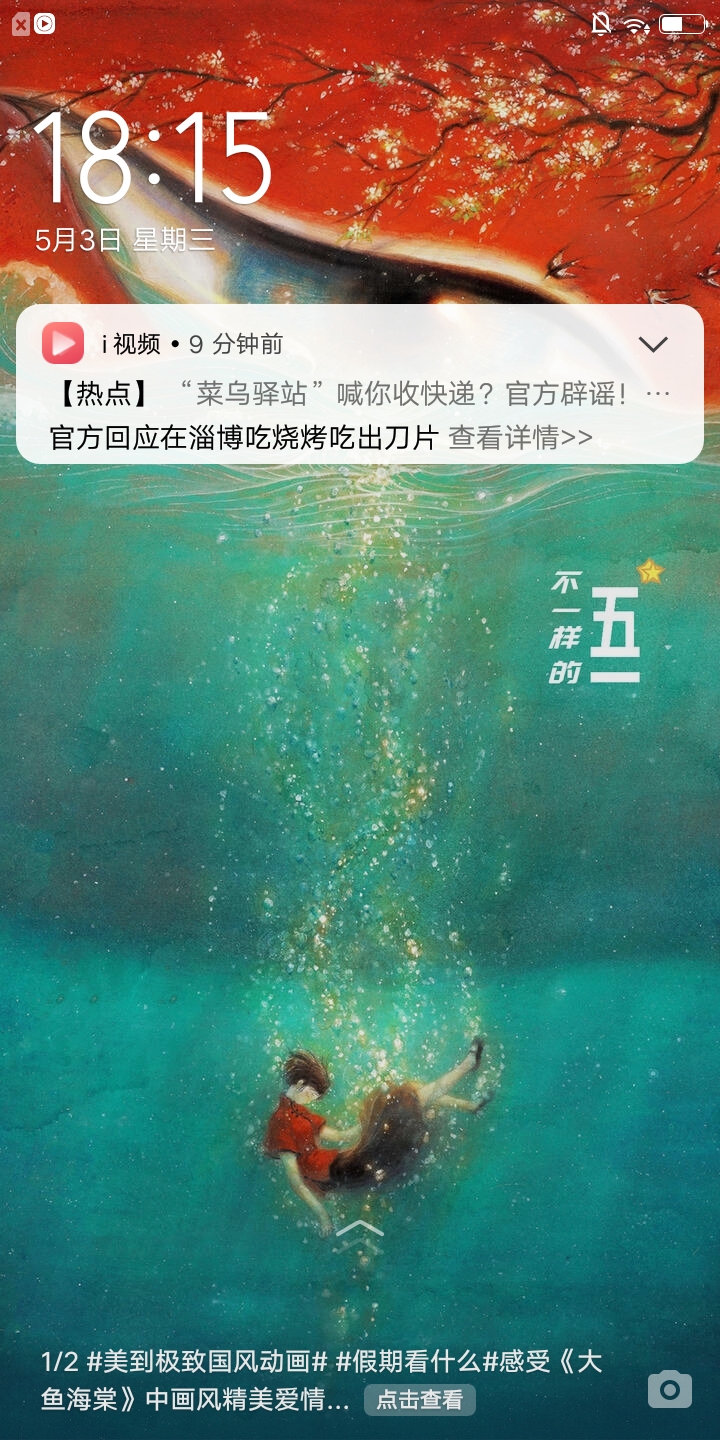 18:15
5月3日 星期三
i 视频 • 9 分钟前
【热点】 “菜乌驿站”喊你收快递?官方辟谣!…
官方回应在淄博吃烧烤吃出刀片 查看详情>>
不一样的
五一
1/2 #美到极致国风动画# #假期看什么#感受《大
鱼海棠》中画风精美爱情... 点击查看